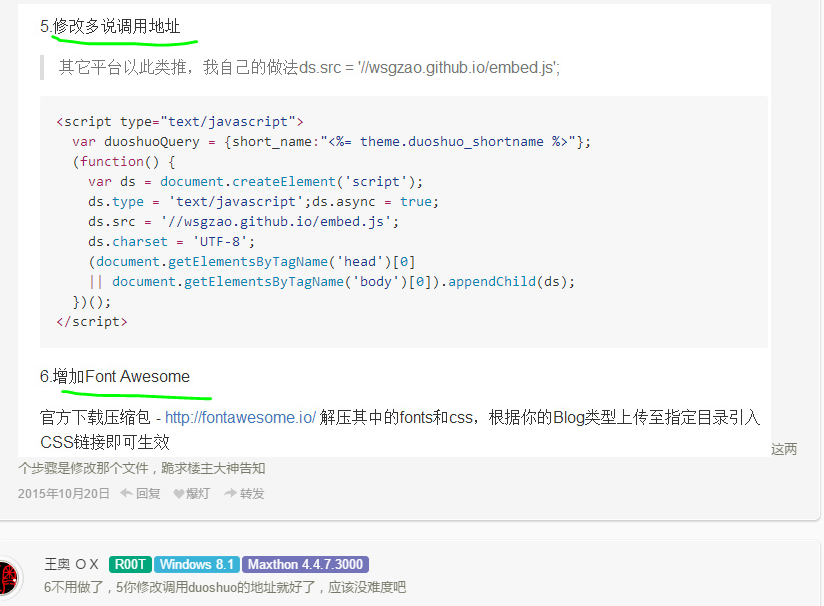 5.修改多说调用地址
其它平台以此类推，我自己的做法ds.src = '//wsgzao.github.io/embed.js';
<script type="text/javascript">
var duoshuoQuery = {short_name:"<%= theme.duoshuo_shortname %>"};
(function() {
var ds = document.createElement('script');
ds.type = 'text/javascript';ds.async = true;
ds.src = '//wsgzao.github.io/embed.js';
ds.charset = 'UTF-8';
(document.getElementsByTagName('head')[0]
|| document.getElementsByTagName('body')[0]).appendChild(ds);
})();
</script>
6.增加Font Awesome
官方下载压缩包 - http://fontawesome.io/ 解压其中的fonts和css，根据你的Blog类型上传至指定目录引入
CSS链接即可生效
这两
个步骤是修改那个文件，跪求楼主大神告知
2015年10月20日 回复 爆灯 转发
王奥 O X R00T Windows 8.1 Maxthon 4.4.7.3000
6不用做了，5你修改调用duoshuo的地址就好了，应该没难度吧